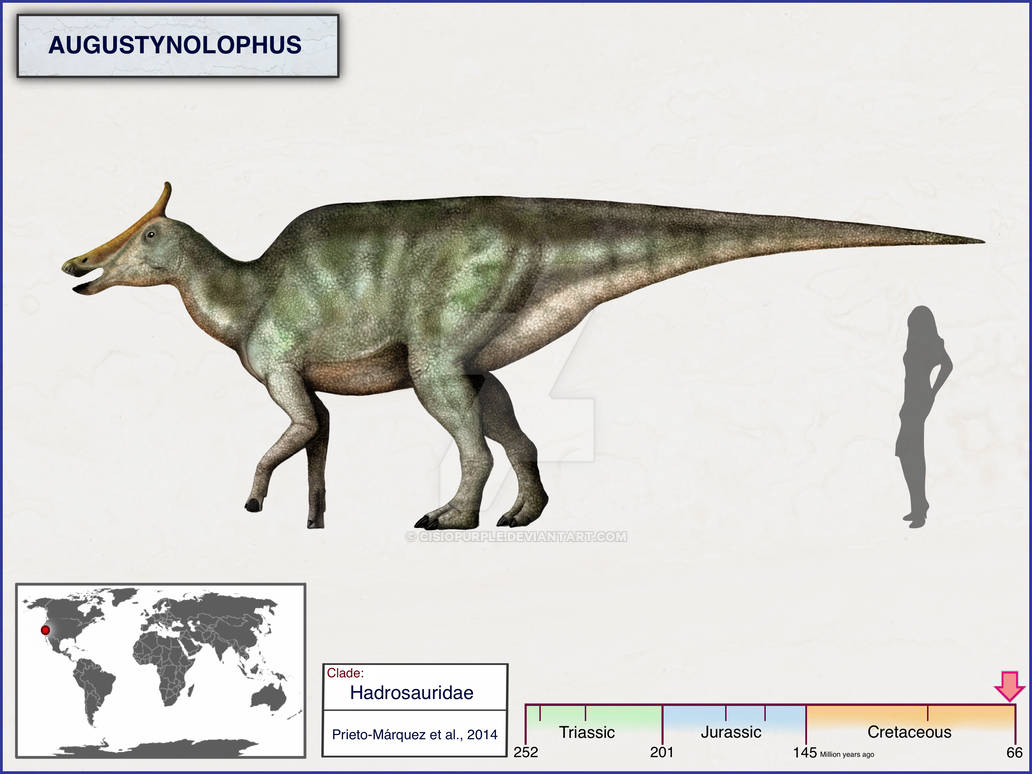 AUGUSTYNOLOPHUS
© CISIOPURPLE.DEVIANTART.COM
Clade:
Hadrosauridae
Prieto-Márquez et al., 2014
Triassic Jurassic Cretaceous
252 201 145 Million years ago 66